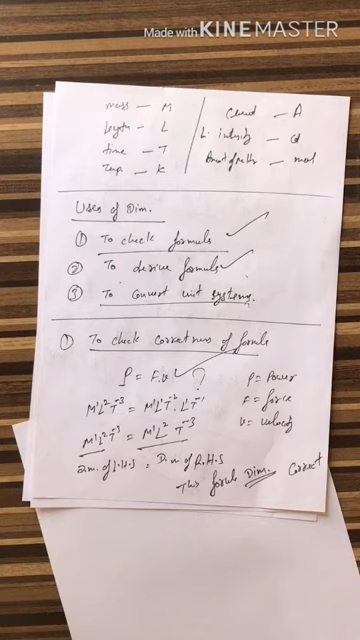 Made with KINEMASTER
mass — M
length — L
time — T
Temp. — K
Current — A
L. intensity — cd
Amount of matter — mol
Uses of Dim.
① To check formula
② To derive formula
③ To convert unit systems.
① To check correctness of formula
P = F.v ?
M¹L²T⁻³ = M¹L¹T⁻². L¹T⁻¹
M¹L²T⁻³ = M¹L² T⁻³
Dim. of L.H.S = Dim of R.H.S
This formula Dim. Correct
P = Power
F = force
V = velocity